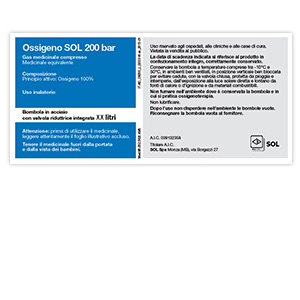 Ossigeno SOL 200 bar
Gas medicinale compresso
Medicinale equivalente
Composizione
Principio attivo: Ossigeno 100%
Uso inalatorio
Bombola in acciaio
con valvola riduttrice integrata XX litri
Attenzione: prima di utilizzare il medicinale,
leggere attentamente il foglio illustrativo accluso.
Tenere il medicinale fuori dalla portata
e dalla vista dei bambini.
Uso riservato agli ospedali, alle cliniche e alle case di cura.
Vietata la vendita al pubblico.
La data di scadenza indicata si riferisce al prodotto in
confezionamento integro, correttamente conservato.
Conservare la bombola a temperature comprese fra -10°C e
50°C, in ambienti ben ventilati, in posizione verticale ben bloccata
per evitare cadute, con la valvola chiusa, protetta da pioggia e
intemperie, dall'esposizione alla luce solare diretta e lontano da
fonti di calore e d'ignizione e da materiali combustibili.
Non fumare nell'ambiente dove è conservata la bombola e in
cui si pratica ossigenoterapia.
Non lubrificare.
Dopo l'uso non disperdere nell'ambiente le bombole vuote.
Riconsegnare la bombola vuota al fornitore.
A.I.C.
Titolare A.I.C.
SOL Spa Monza (MB), via Borgazzi 27
SOL